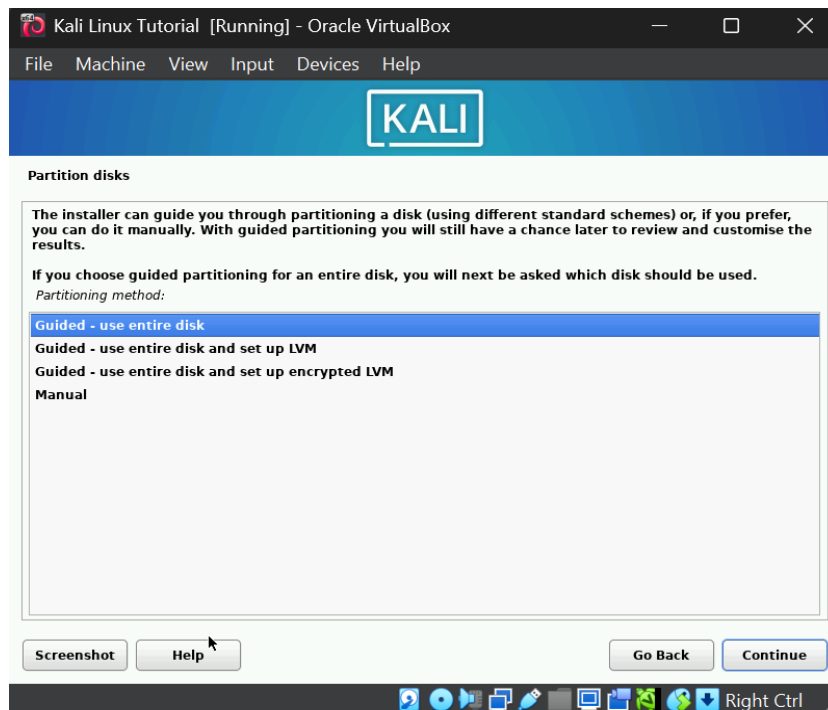 Kali Linux Tutorial [Running] - Oracle VirtualBox
File Machine View Input Devices Help
KALI
Partition disks
The installer can guide you through partitioning a disk (using different standard schemes) or, if you prefer,
you can do it manually. With guided partitioning you will still have a chance later to review and customise the
results.
If you choose guided partitioning for an entire disk, you will next be asked which disk should be used.
Partitioning method:
Guided - use entire disk
Guided - use entire disk and set up LVM
Guided - use entire disk and set up encrypted LVM
Manual
Screenshot Help Go Back Continue
Right Ctrl